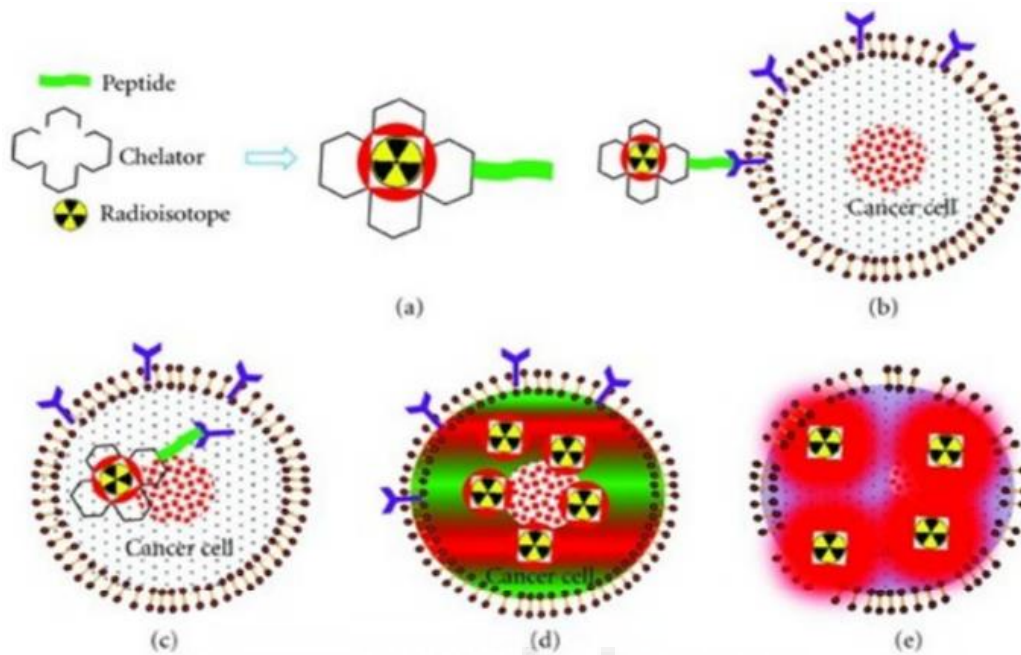 Peptide
Chelator
Radioisotope
Cancer cell
(a)
(b)
Cancer cell
Cancer cell
(c)
(d)
(e)